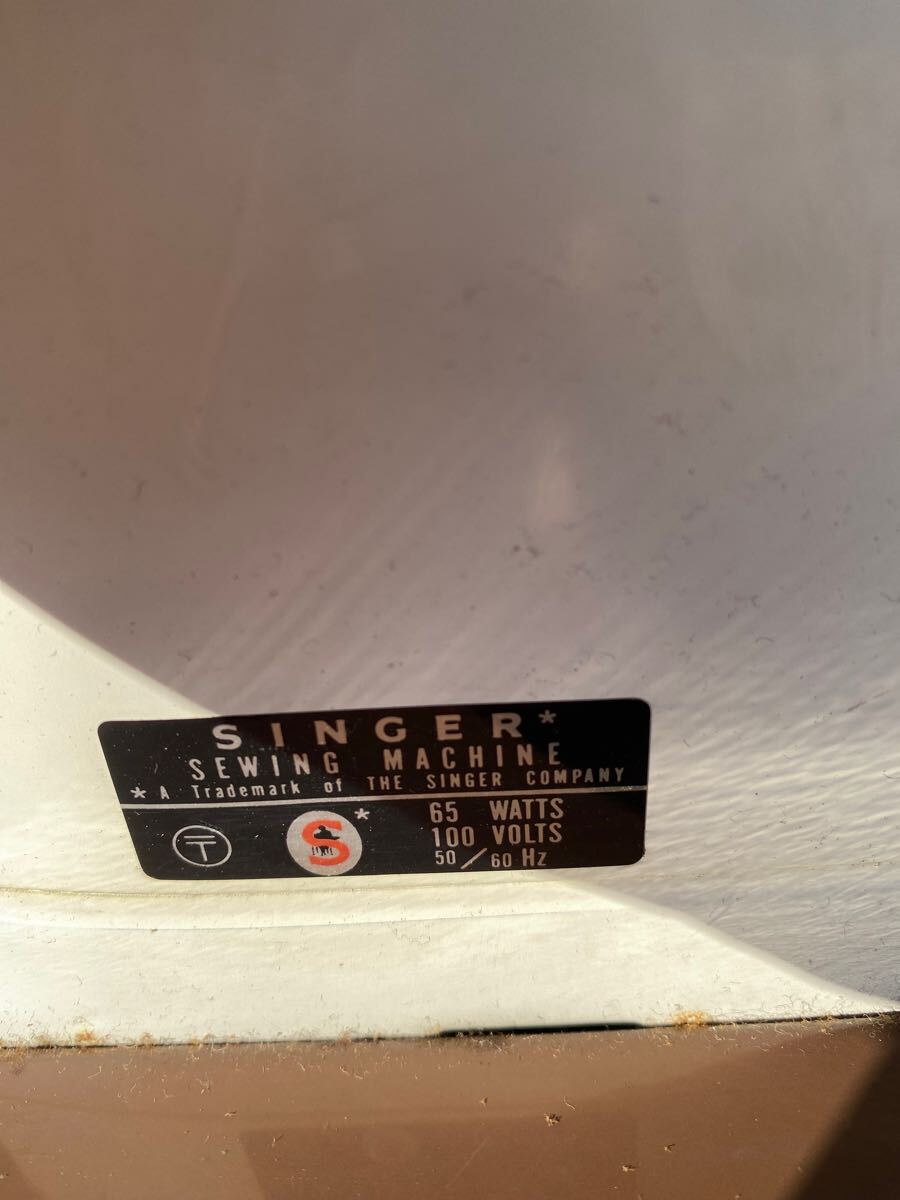 SINGER*
SEWING MACHINE
* A Trademark of THE SINGER COMPANY
〒 S * 65 WATTS
100 VOLTS
50/60 Hz